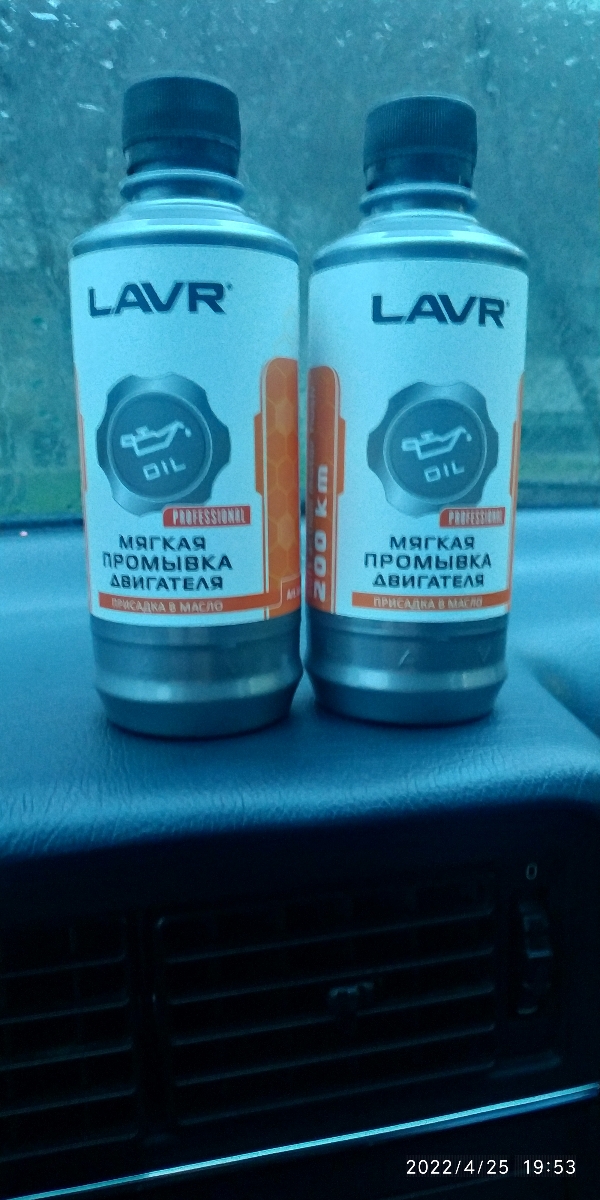 LAVR®
OIL
PROFESSIONAL
МЯГКАЯ
ПРОМЫВКА
ДВИГАТЕЛЯ
ПРИСАДКА В МАСЛО
LAVR®
200 km
OIL
PROFESSIONAL
МЯГКАЯ
ПРОМЫВКА
ДВИГАТЕЛЯ
ПРИСАДКА В МАСЛО
0
2022/4/25 19:53